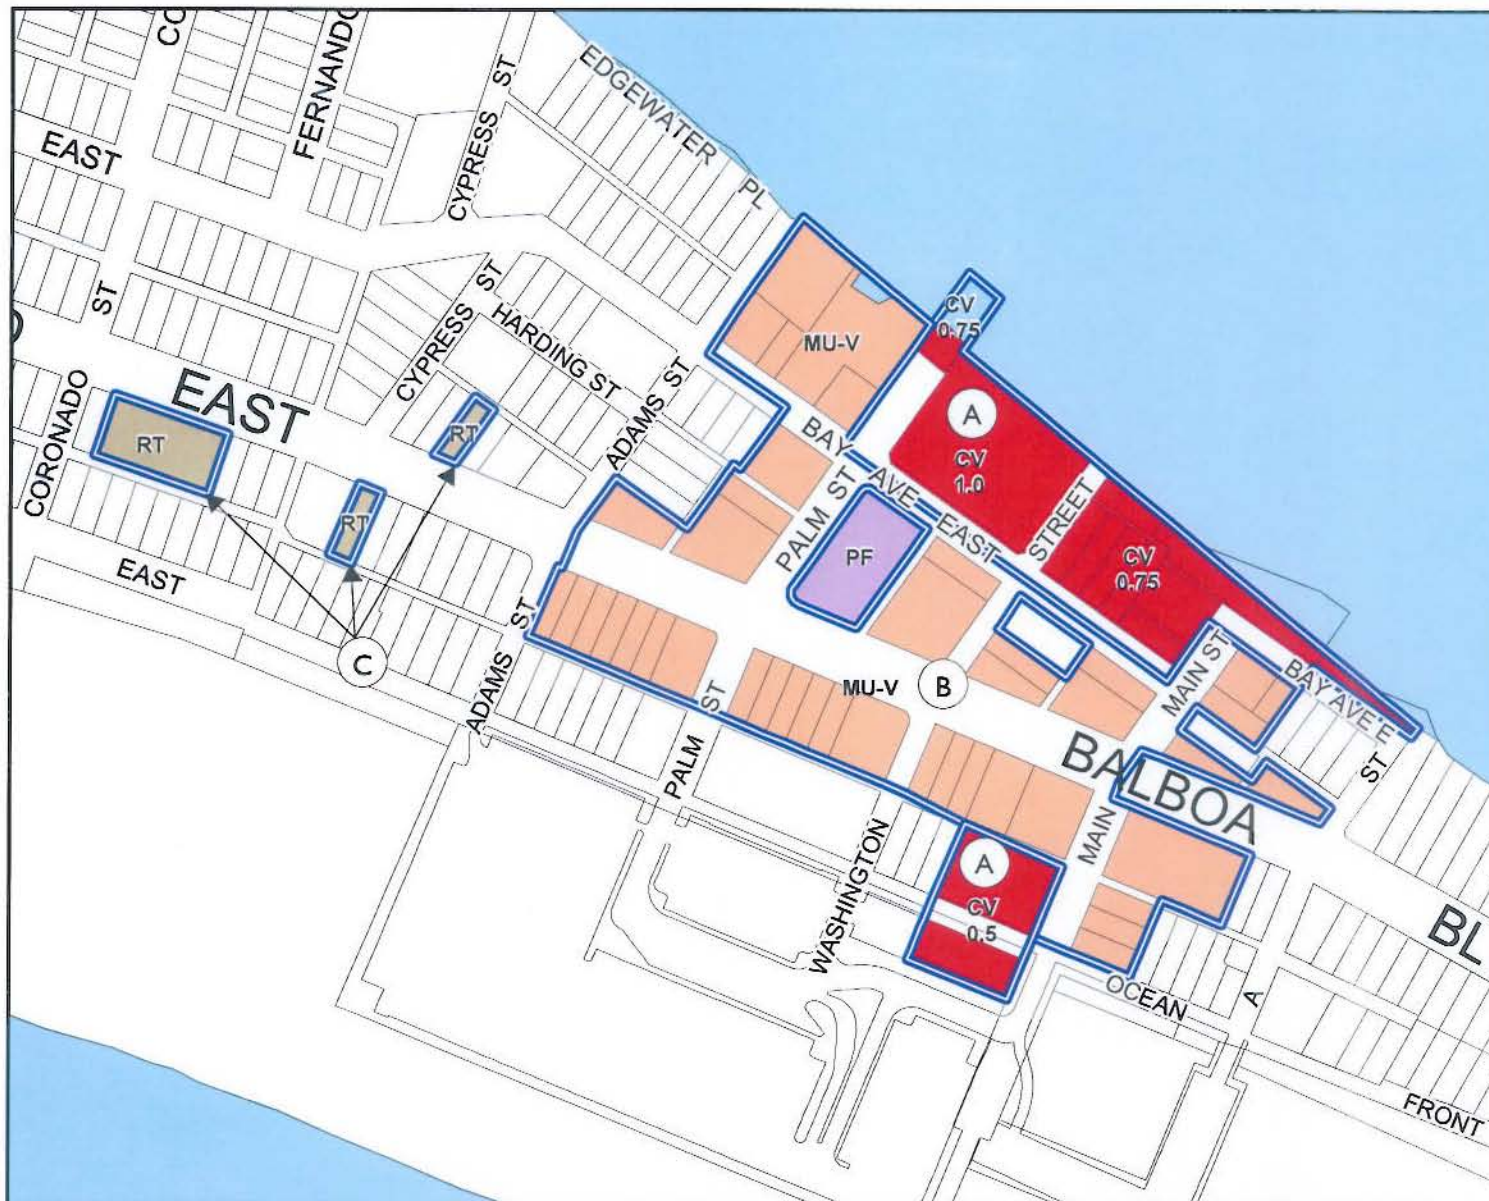 CO
FERNANDO
ST
EDGEWATER
PL
EAST
CYPRESS
ST
ST
HARDING ST
CYPRESS
ADAMS ST
CORONADO
EAST
RT
RT
RT
EAST
C
ADAMS
ST
MU-V
CV
0.75
A
CV
1.0
BAY
AVE
EAST
PALM ST
STREET
PF
CV
0.75
MU-V
B
MAIN ST
BAY AVE E
ST
PALM
ST
BALBOA
MAIN
WASHINGTON
A
CV
0.5
BL
OCEAN
A
FRONT